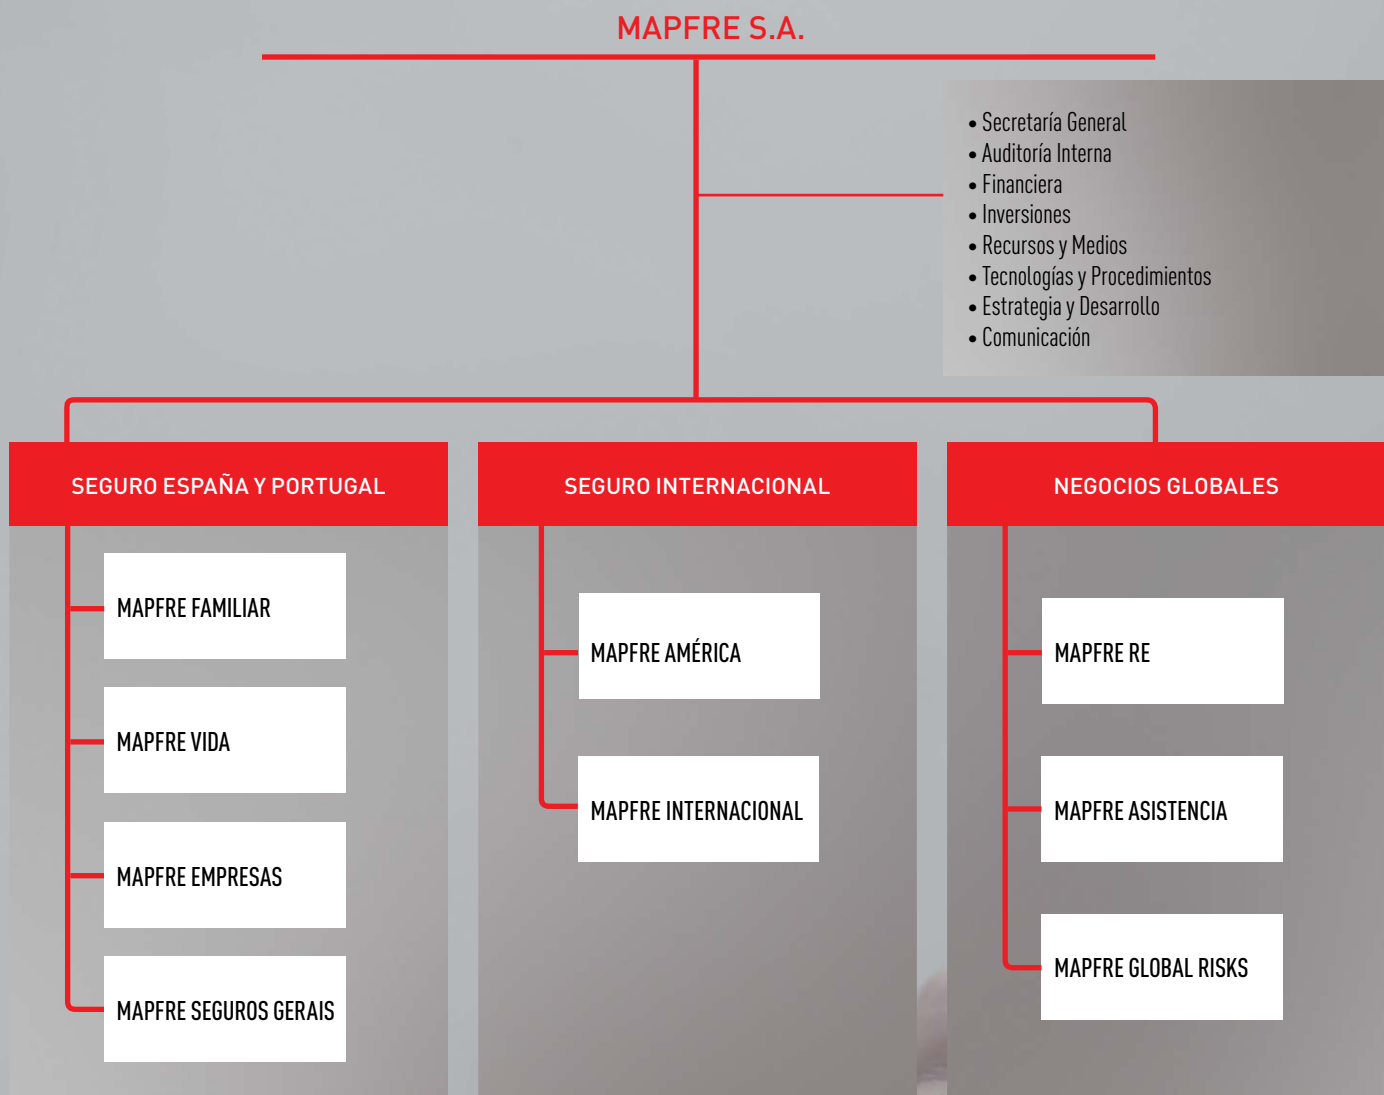 MAPFRE S.A.
• Secretaría General
• Auditoría Interna
• Financiera
• Inversiones
• Recursos y Medios
• Tecnologías y Procedimientos
• Estrategia y Desarrollo
• Comunicación
SEGURO ESPAÑA Y PORTUGAL
MAPFRE FAMILIAR
MAPFRE VIDA
MAPFRE EMPRESAS
MAPFRE SEGUROS GERAIS
SEGURO INTERNACIONAL
MAPFRE AMÉRICA
MAPFRE INTERNACIONAL
NEGOCIOS GLOBALES
MAPFRE RE
MAPFRE ASISTENCIA
MAPFRE GLOBAL RISKS